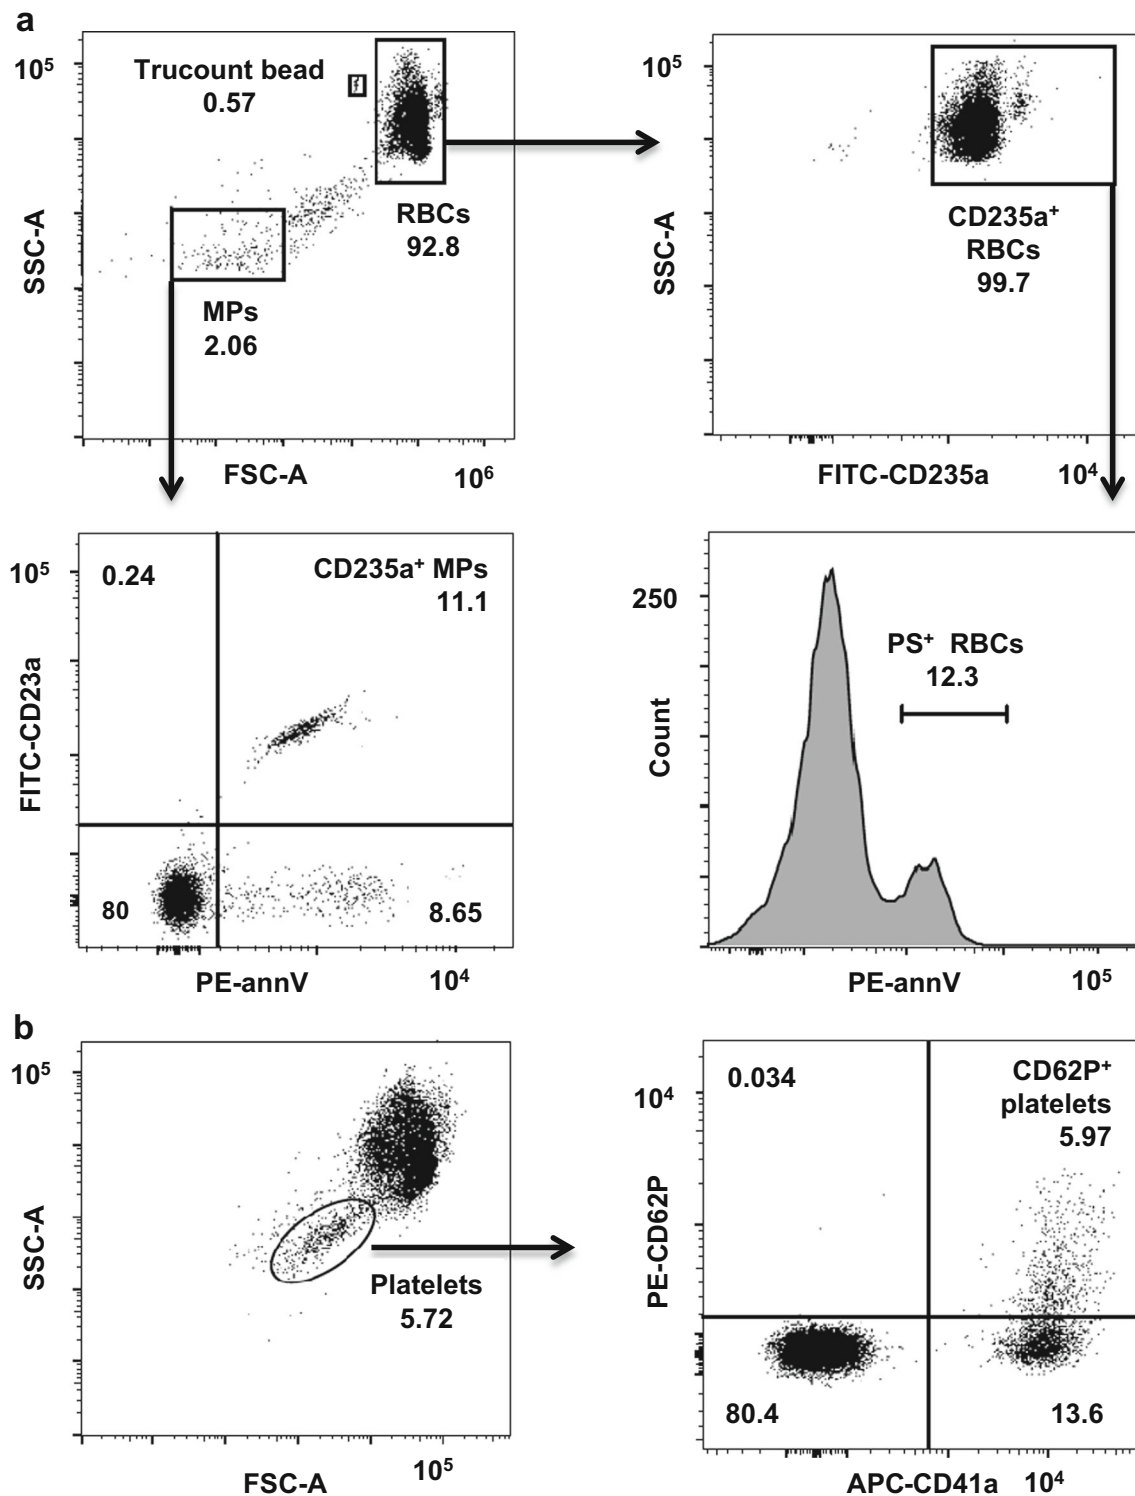 a
10⁵
Trucount bead
0.57
SSC-A
RBCs
92.8
MPs
2.06
FSC-A
10⁶
10⁵
SSC-A
CD235a⁺
RBCs
99.7
FITC-CD235a
10⁴
10⁵
0.24
CD235a⁺ MPs
11.1
FITC-CD23a
80
8.65
PE-annV
10⁴
250
PS⁺ RBCs
12.3
Count
PE-annV
10⁵
b
10⁵
SSC-A
Platelets
5.72
FSC-A
10⁵
0.034
CD62P⁺
platelets
5.97
10⁴
PE-CD62P
80.4
13.6
APC-CD41a
10⁴